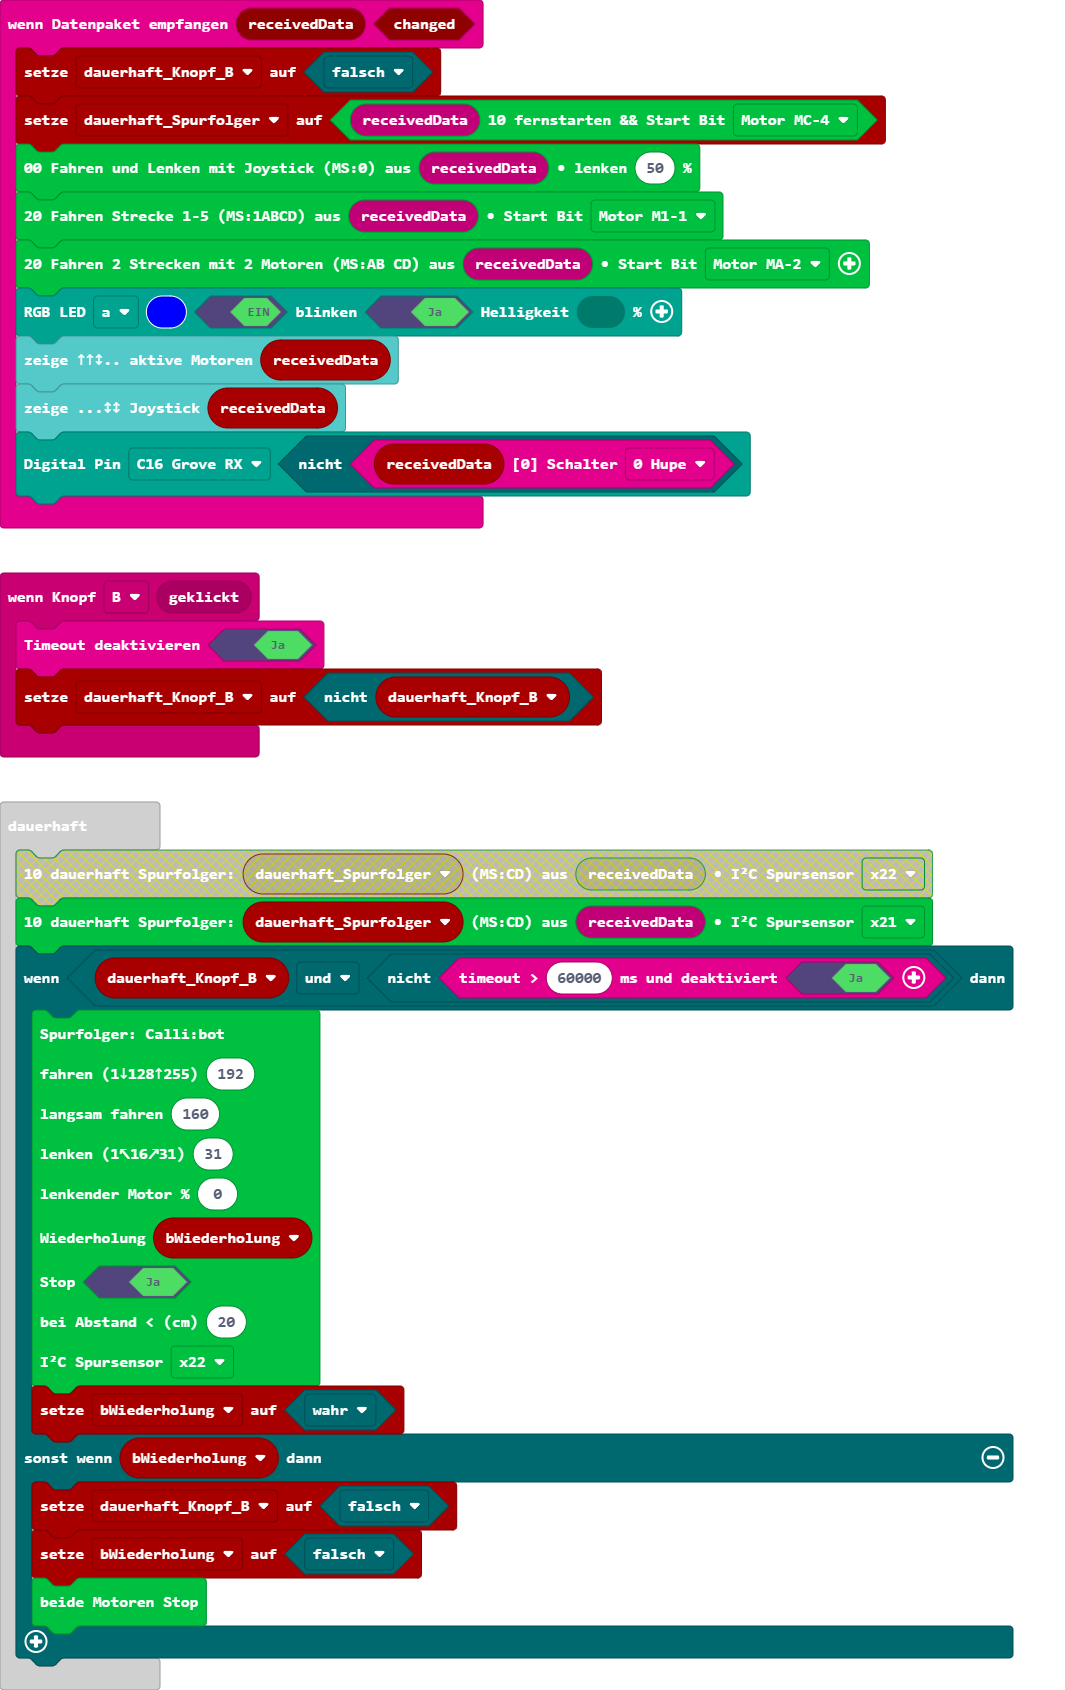 wenn Datenpaket empfangen receivedData changed
setze dauerhaft_Knopf_B auf falsch
setze dauerhaft_Spurfolger auf receivedData 10 fernstarten && Start Bit Motor MC-4
00 Fahren und Lenken mit Joystick (MS:0) aus receivedData • lenken 50 %
20 Fahren Strecke 1-5 (MS:1ABCD) aus receivedData • Start Bit Motor M1-1
20 Fahren 2 Strecken mit 2 Motoren (MS:AB CD) aus receivedData • Start Bit Motor MA-2
RGB LED a EIN blinken Ja Helligkeit %
zeige ↑↑↕.. aktive Motoren receivedData
zeige ...↕↕ Joystick receivedData
Digital Pin C16 Grove RX nicht receivedData [0] Schalter 0 Hupe
wenn Knopf B geklickt
Timeout deaktivieren Ja
setze dauerhaft_Knopf_B auf nicht dauerhaft_Knopf_B
dauerhaft
10 dauerhaft Spurfolger: dauerhaft_Spurfolger (MS:CD) aus receivedData • I²C Spursensor x22
10 dauerhaft Spurfolger: dauerhaft_Spurfolger (MS:CD) aus receivedData • I²C Spursensor x21
wenn dauerhaft_Knopf_B und nicht timeout > 60000 ms und deaktiviert Ja dann
Spurfolger: Calli:bot
fahren (1↓128↑255) 192
langsam fahren 160
lenken (1↖16↗31) 31
lenkender Motor % 0
Wiederholung bWiederholung
Stop Ja
bei Abstand < (cm) 20
I²C Spursensor x22
setze bWiederholung auf wahr
sonst wenn bWiederholung dann
setze dauerhaft_Knopf_B auf falsch
setze bWiederholung auf falsch
beide Motoren Stop